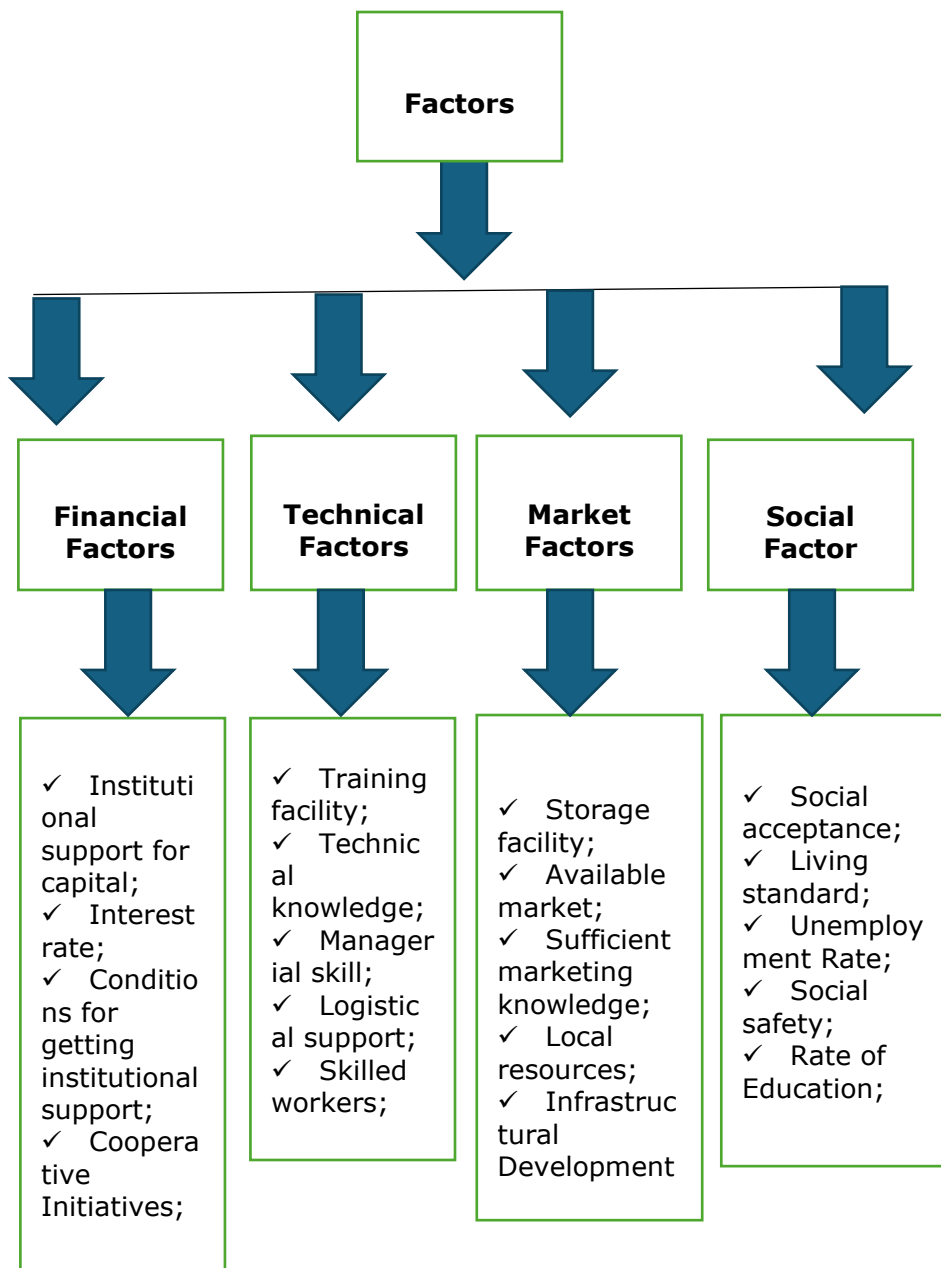 Factors
Financial
Factors
Technical
Factors
Market
Factors
Social
Factor
✓ Instituti
onal
support for
capital;
✓ Interest
rate;
✓ Conditio
ns for
getting
institutional
support;
✓ Coopera
tive
Initiatives;
✓ Training
facility;
✓ Technic
al
knowledge;
✓ Manager
ial skill;
✓ Logistic
al support;
✓ Skilled
workers;
✓ Storage
facility;
✓ Available
market;
✓ Sufficient
marketing
knowledge;
✓ Local
resources;
✓ Infrastruc
tural
Development
✓ Social
acceptance;
✓ Living
standard;
✓ Unemploy
ment Rate;
✓ Social
safety;
✓ Rate of
Education;